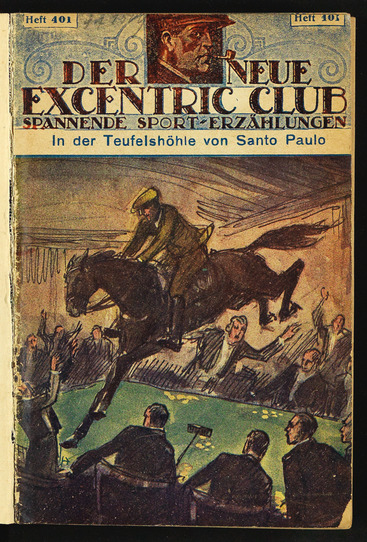 Heft 401
Heft 401
DER NEUE
EXCENTRIC CLUB
SPANNENDE SPORT-ERZÄHLUNGEN
In der Teufelshöhle von Santo Paulo